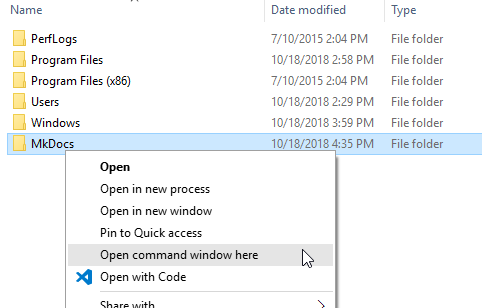 Name Date modified Type
PerfLogs 7/10/2015 2:04 PM File folder
Program Files 10/18/2018 2:58 PM File folder
Program Files (x86) 7/10/2015 2:04 PM File folder
Users 10/18/2018 2:29 PM File folder
Windows 10/18/2018 3:59 PM File folder
MkDocs 10/18/2018 4:35 PM File folder
Open
Open in new process
Open in new window
Pin to Quick access
Open command window here
Open with Code
Share with